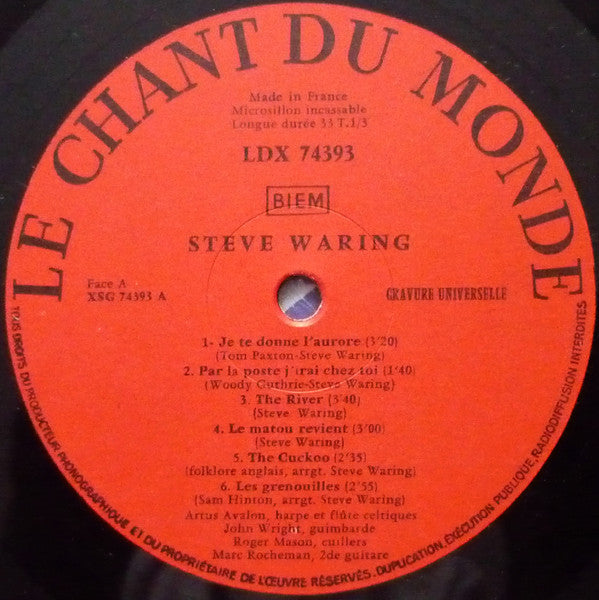 LE CHANT DU MONDE
Made in France
Microsillon incassable
Longue durée 33 T.1/3
LDX 74393
BIEM
STEVE WARING
Face A
XSG 74393 A
GRAVURE UNIVERSELLE
1- Je te donne l'aurore (3'20)
(Tom Paxton-Steve Waring)
2. Par la poste j'irai chez toi (1'40)
(Woody Guthrie-Steve Waring)
3. The River (3'40)
(Steve Waring)
4. Le matou revient (3'00)
(Steve Waring)
5. The Cuckoo (2'35)
(folklore anglais, arrgt. Steve Waring)
6. Les grenouilles (2'55)
(Sam Hinton, arrgt. Steve Waring)
Artus Avalon, harpe et flûte celtiques
John Wright, guimbarde
Roger Mason, cuillers
Marc Rocheman, 2de guitare
TOUS DROITS DU PRODUCTEUR PHONOGRAPHIQUE ET DU PROPRIÉTAIRE DE L'ŒUVRE RÉSERVÉS. DUPLICATION, EXÉCUTION PUBLIQUE, RADIODIFFUSION INTERDITES